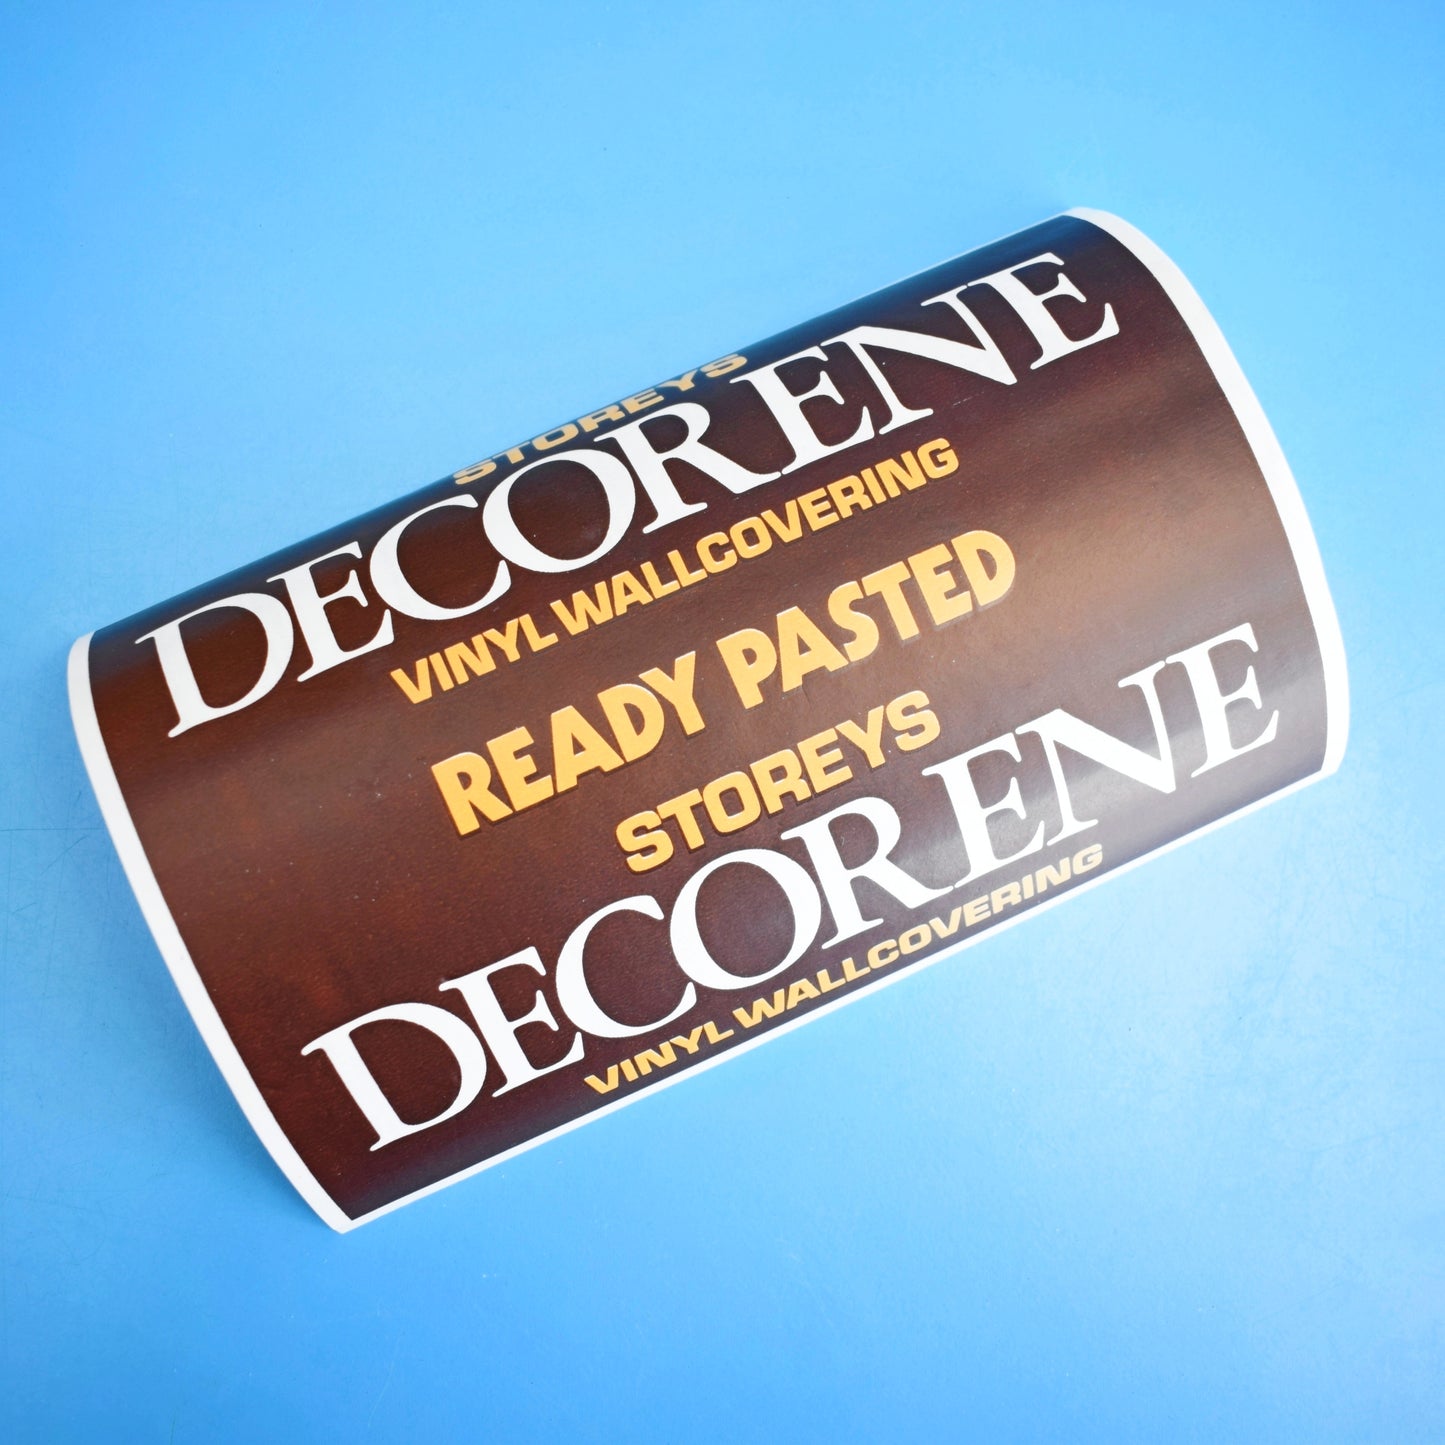 STOREYS
DECORENE
VINYL WALLCOVERING
READY PASTED
STOREYS
DECORENE
VINYL WALLCOVERING